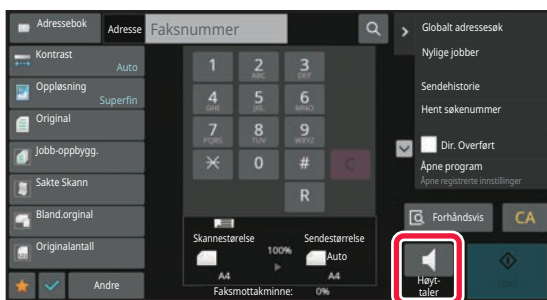 Adressebok
Adresse
Faksnummer
Kontrast
Auto
Oppløsning
Superfin
Original
Jobb-oppbygg.
Sakte Skann
Bland.orginal
Originalantall
Andre
1
2
ABC
3
DEF
4
GHI
5
JKL
6
MNO
7
PQRS
8
TUV
9
WXYZ
0
#
C
R
Skannestørelse
100%
Sendestørrelse
Auto
A4
A4
Faksmottakminne: 0%
Globalt adressesøk
Nylige jobber
Sendehistorie
Hent søkenummer
Dir. Overført
Åpne program
Åpne registrerte innstillinger
Forhåndsvis
CA
Høyt-
taler
Start